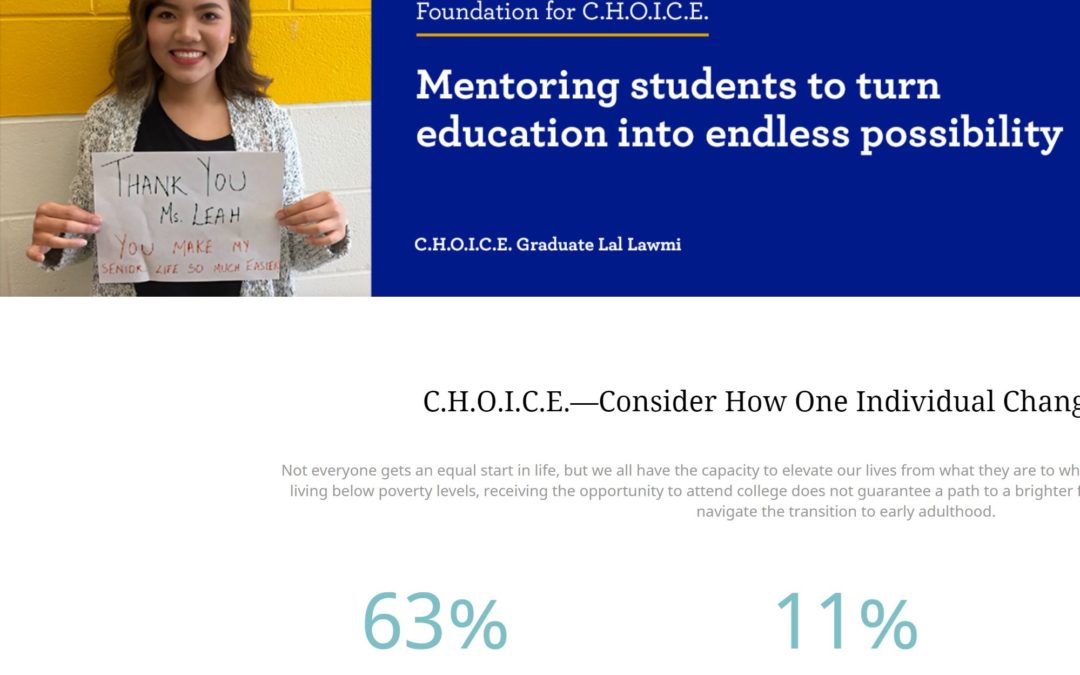 Foundation for C.H.O.I.C.E.
Mentoring students to turn
education into endless possibility
THANK YOU
Ms. LEAH
YOU MAKE MY
SENIOR LIFE SO MUCH EASIER
C.H.O.I.C.E. Graduate Lal Lawmi
C.H.O.I.C.E.—Consider How One Individual
Not everyone gets an equal start in life, but we all have the capacity to elevate our lives from what they are to
living below poverty levels, receiving the opportunity to attend college does not guarantee a path to a brighter
navigate the transition to early adulthood.
63% 11%